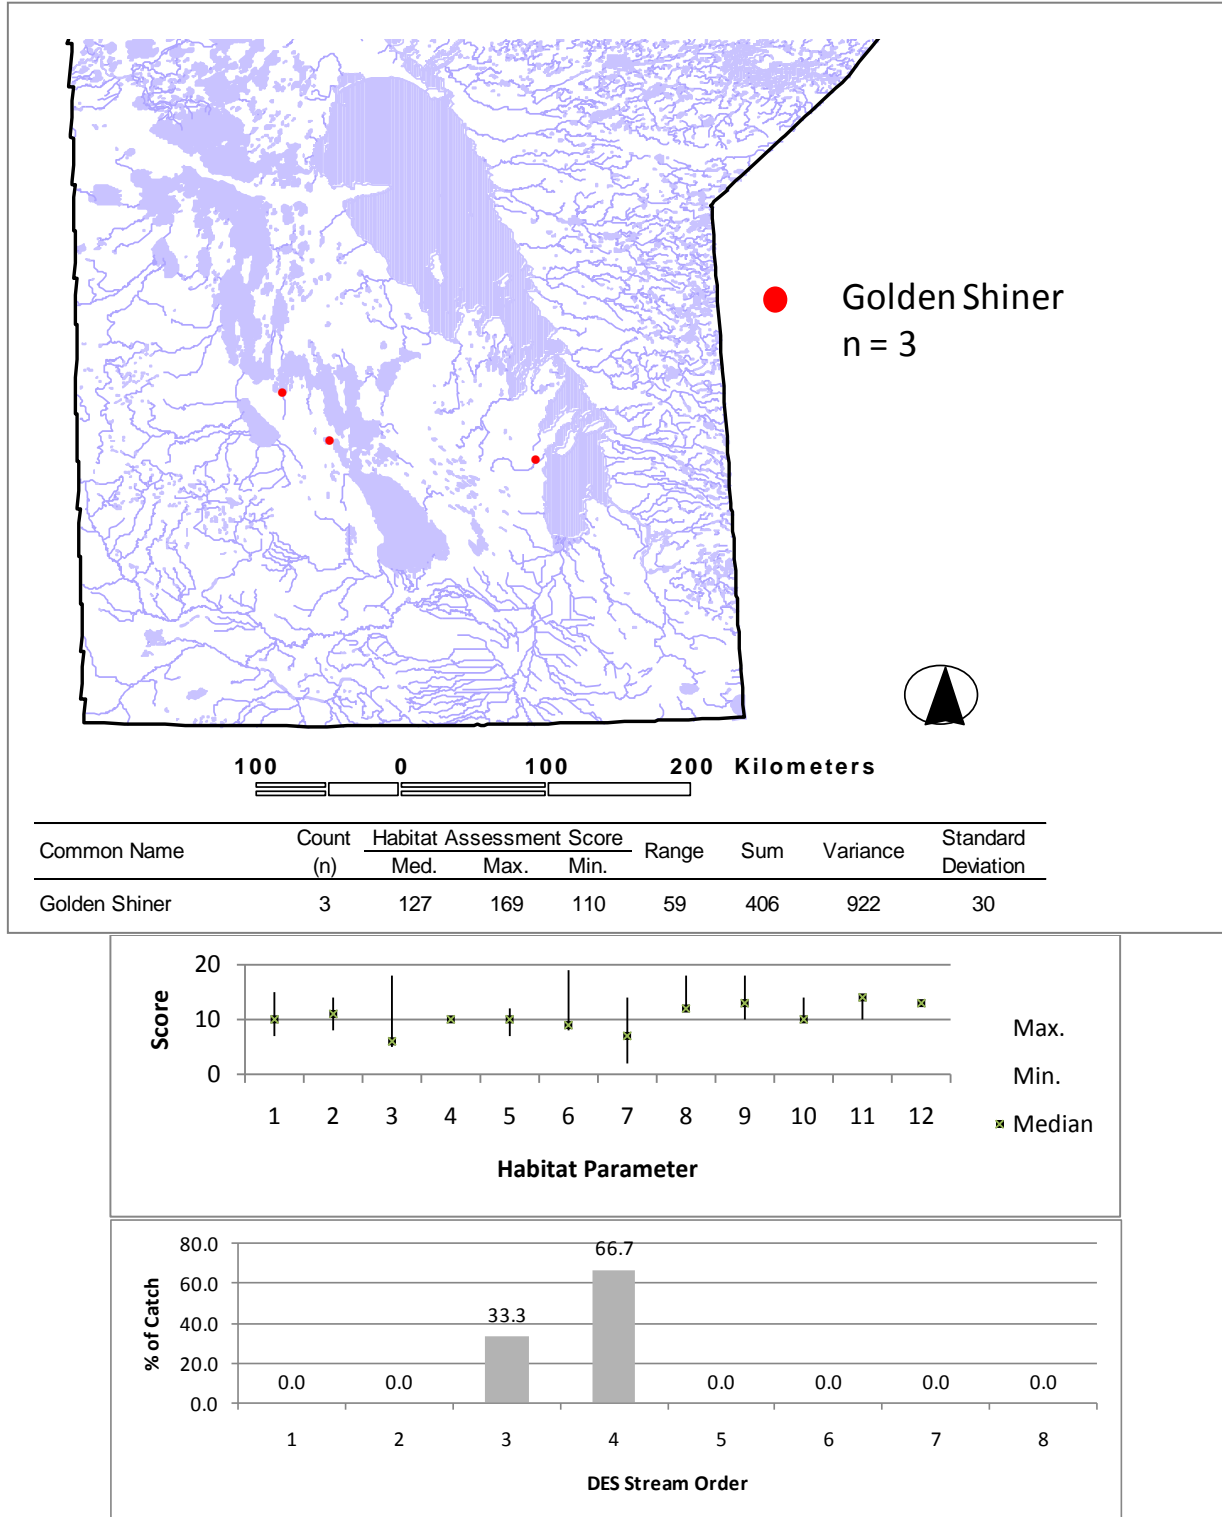 Golden Shiner
n = 3
100 0 100 200 Kilometers
Common Name Count (n) Habitat Assessment Score Med. Max. Min. Range Sum Variance Standard Deviation
Golden Shiner 3 127 169 110 59 406 922 30
20
10
0
Score
1 2 3 4 5 6 7 8 9 10 11 12
Habitat Parameter
Max.
Min.
Median
80.0
60.0
40.0
20.0
0.0
% of Catch
0.0 0.0 33.3 66.7 0.0 0.0 0.0 0.0
1 2 3 4 5 6 7 8
DES Stream Order